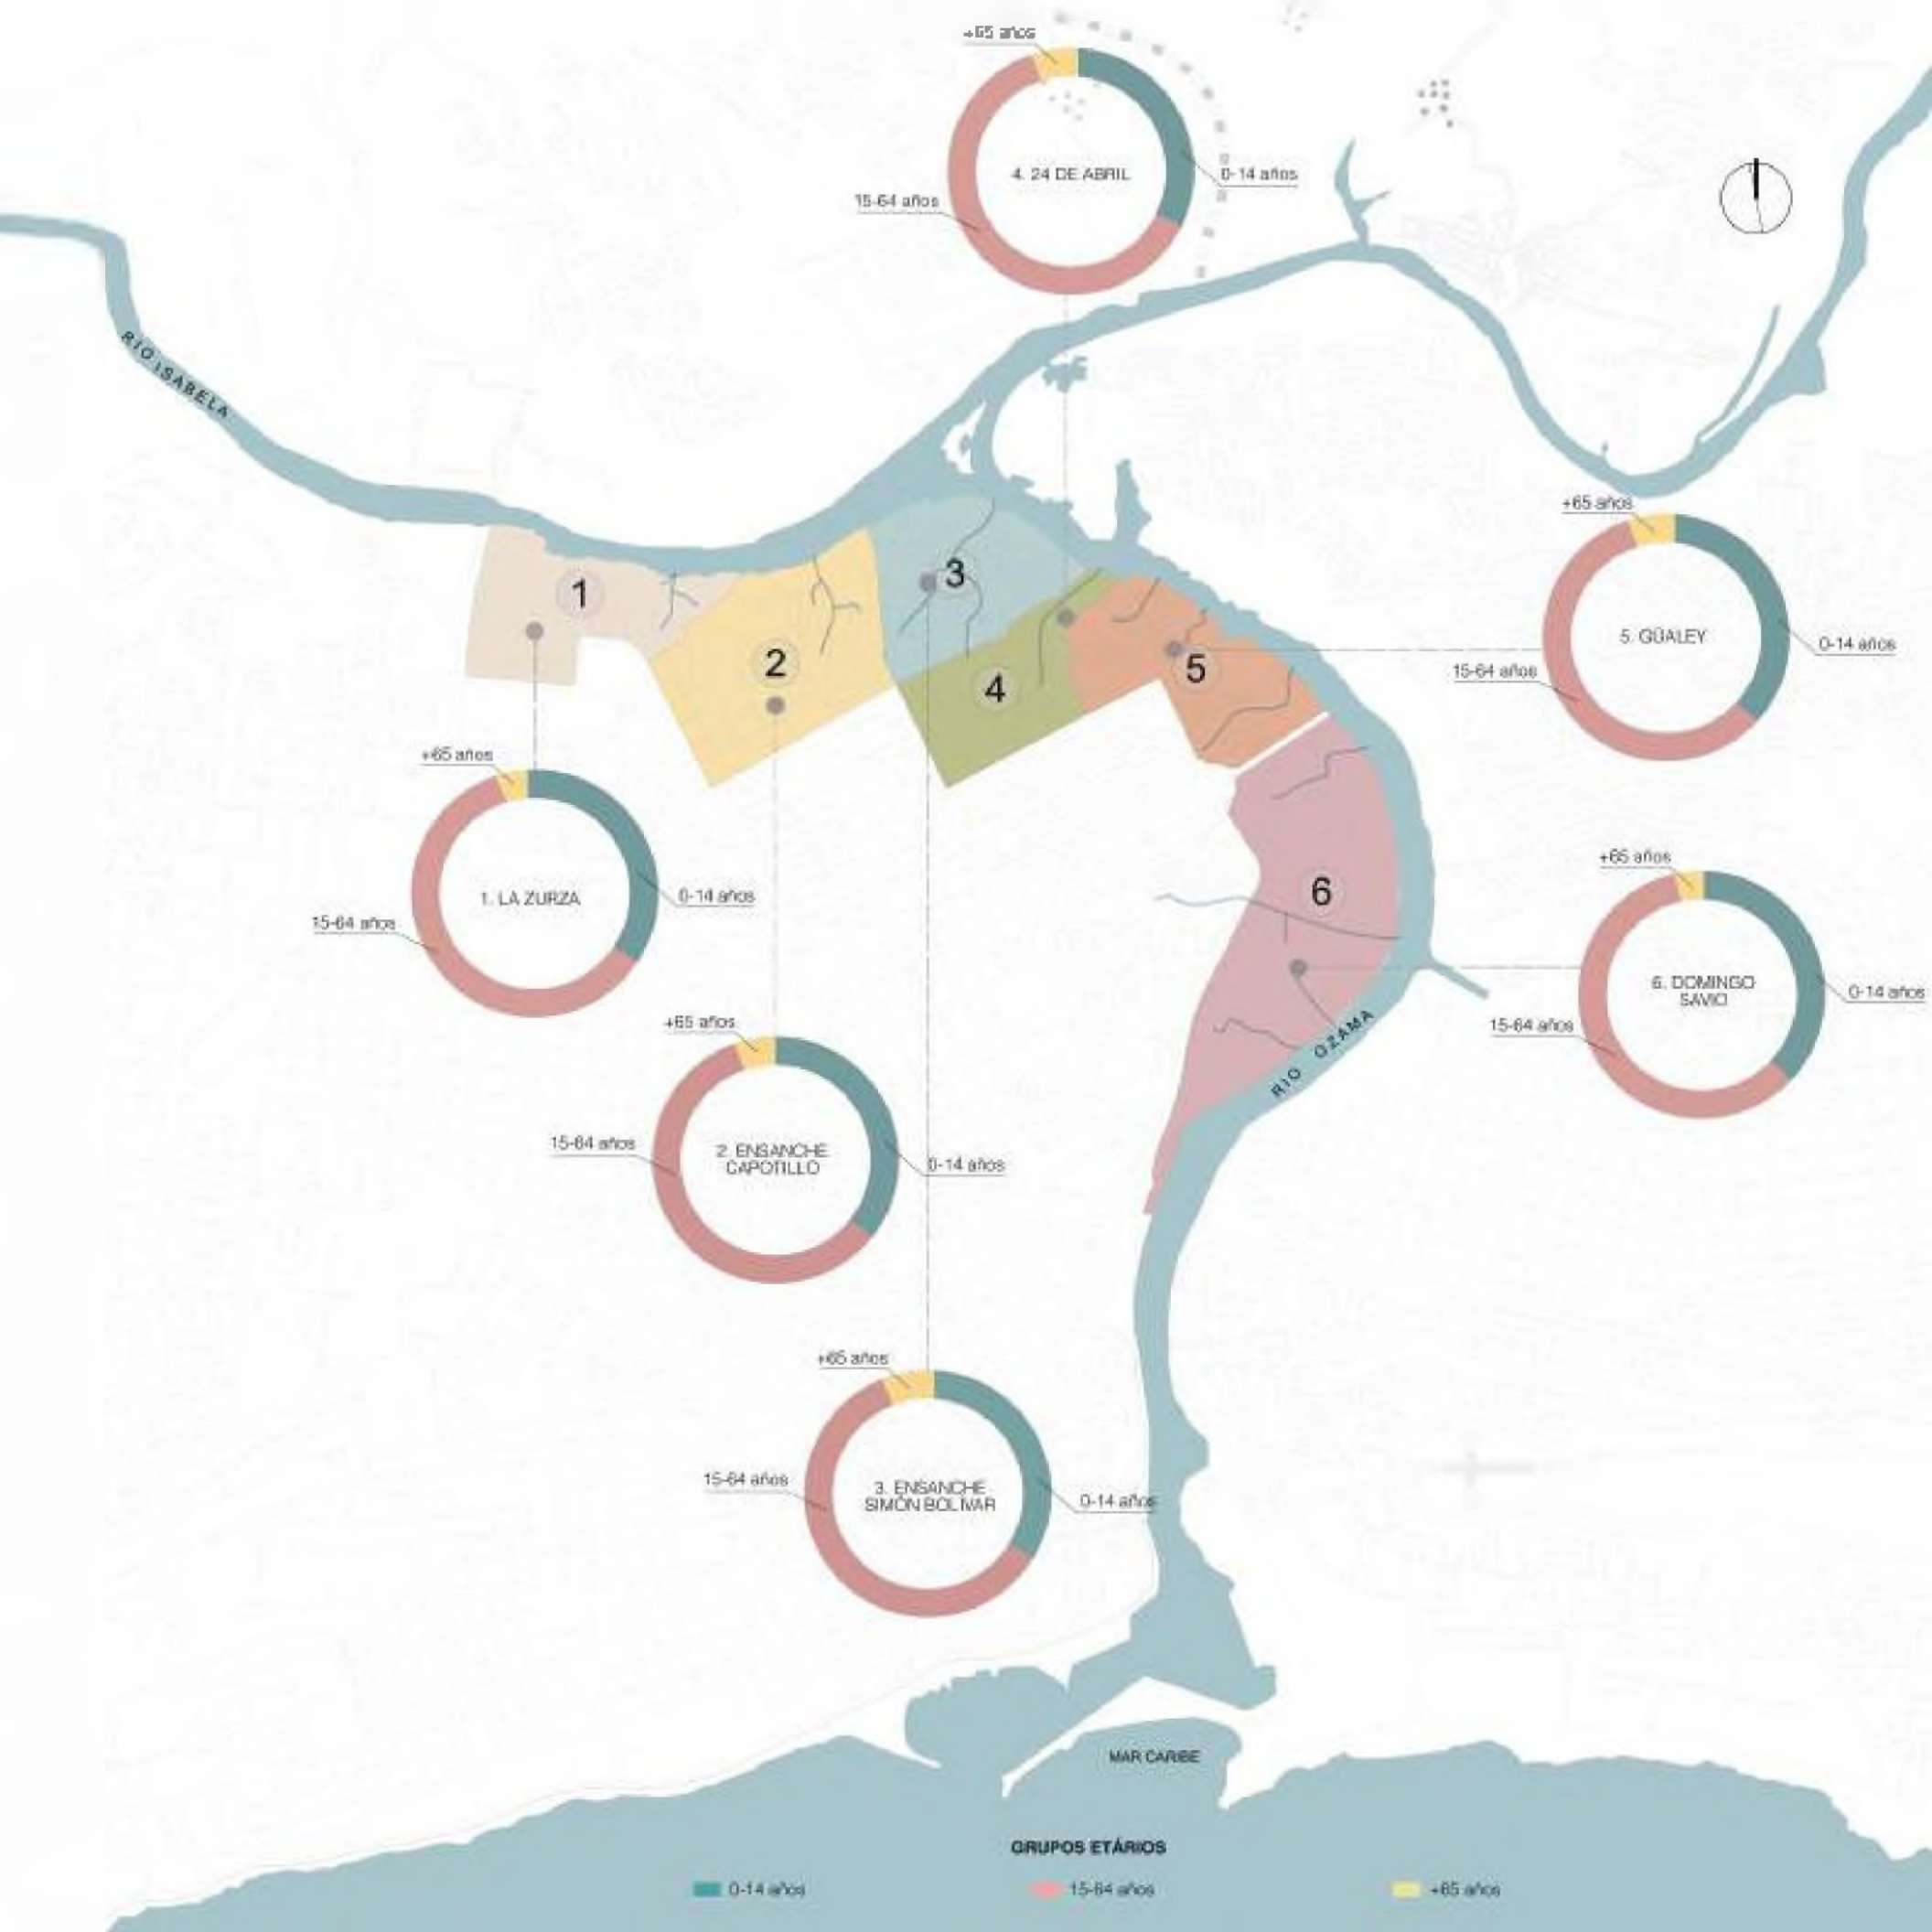 +65 años
4. 24 DE ABRIL
0-14 años
15-64 años
RIO ISABELA
1
2
3
4
5
6
+65 años
5. GÜALEY
0-14 años
15-64 años
+65 años
1. LA ZURZA
0-14 años
15-64 años
+65 años
6. DOMINGO
SAVIO
0-14 años
15-64 años
RIO OZAMA
+65 años
2. ENSANCHE
CAPOTILLO
15-64 años
0-14 años
+65 años
3. ENSANCHE
SIMÓN BOLÍVAR
15-64 años
0-14 años
MAR CARIBE
GRUPOS ETÁRIOS
0-14 años
15-64 años
+65 años